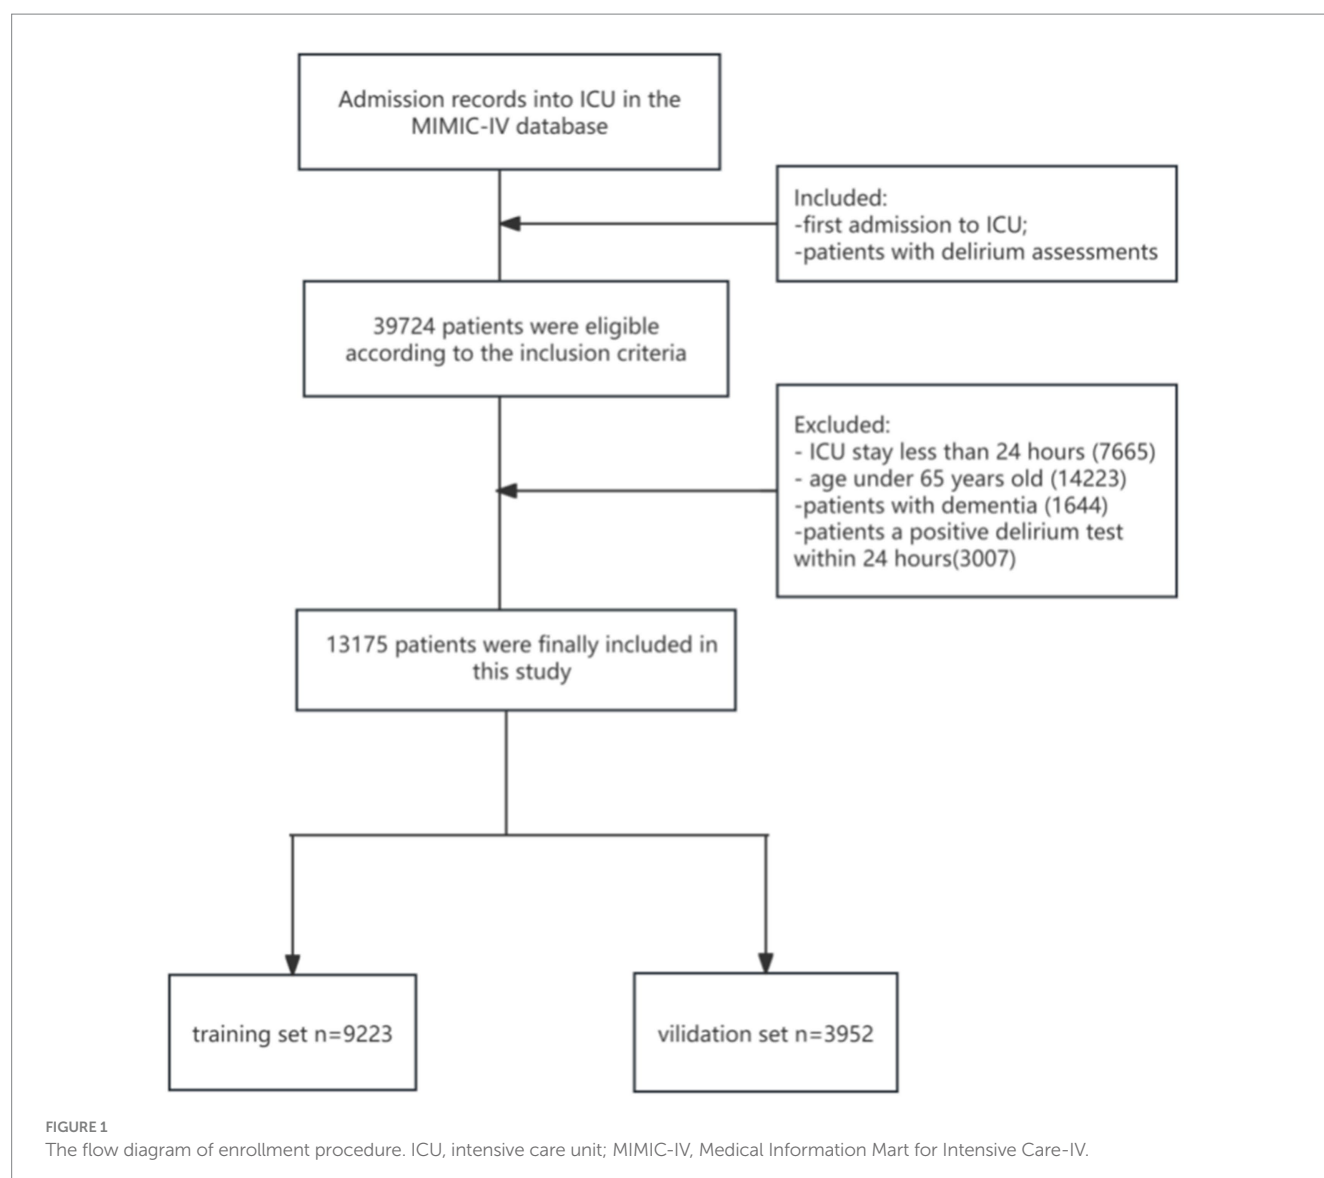 Admission records into ICU in the
MIMIC-IV database
Included:
-first admission to ICU;
-patients with delirium assessments
39724 patients were eligible
according to the inclusion criteria
Excluded:
- ICU stay less than 24 hours (7665)
- age under 65 years old (14223)
-patients with dementia (1644)
-patients a positive delirium test
within 24 hours(3007)
13175 patients were finally included in
this study
training set n=9223
vilidation set n=3952
FIGURE 1
The flow diagram of enrollment procedure. ICU, intensive care unit; MIMIC-IV, Medical Information Mart for Intensive Care-IV.